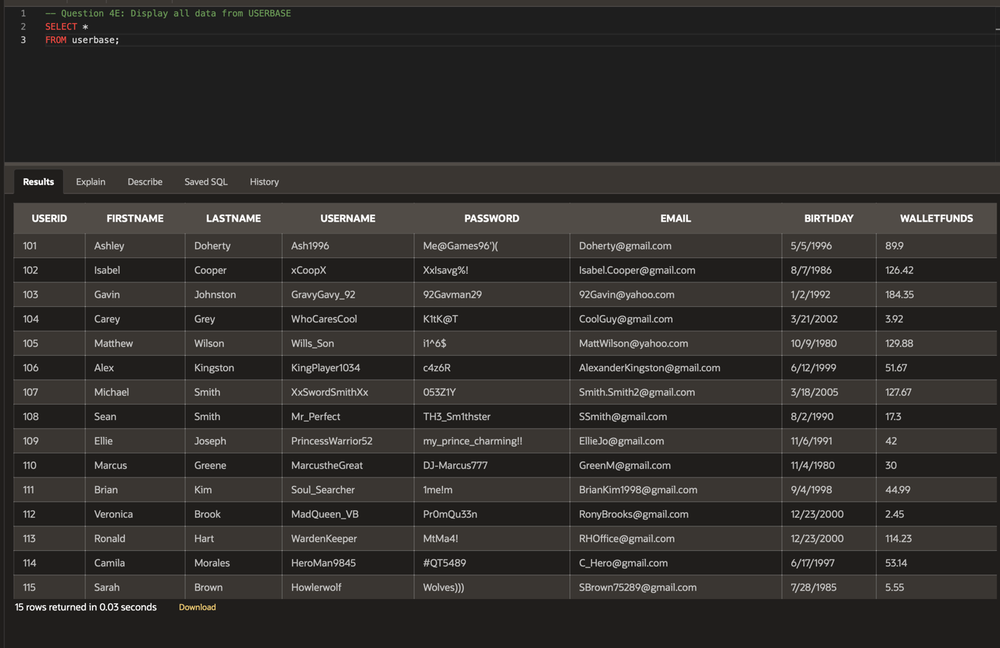 1 -- Question 4E: Display all data from USERBASE
2 SELECT *
3 FROM userbase;
Results Explain Describe Saved SQL History
USERID FIRSTNAME LASTNAME USERNAME PASSWORD EMAIL BIRTHDAY WALLETFUNDS
101 Ashley Doherty Ash1996 Me@Games96')( Doherty@gmail.com 5/5/1996 89.9
102 Isabel Cooper xCoopX XxIsavg%! Isabel.Cooper@gmail.com 8/7/1986 126.42
103 Gavin Johnston GravyGavy_92 92Gavman29 92Gavin@yahoo.com 1/2/1992 184.35
104 Carey Grey WhoCaresCool K1tK@T CoolGuy@gmail.com 3/21/2002 3.92
105 Matthew Wilson Wills_Son i1^6$ MattWilson@yahoo.com 10/9/1980 129.88
106 Alex Kingston KingPlayer1034 c4z6R AlexanderKingston@gmail.com 6/12/1999 51.67
107 Michael Smith XxSwordSmithXx 053Z1Y Smith.Smith2@gmail.com 3/18/2005 127.67
108 Sean Smith Mr_Perfect TH3_Sm1thster SSmith@gmail.com 8/2/1990 17.3
109 Ellie Joseph PrincessWarrior52 my_prince_charming!! EllieJo@gmail.com 11/6/1991 42
110 Marcus Greene MarcustheGreat DJ-Marcus777 GreenM@gmail.com 11/4/1980 30
111 Brian Kim Soul_Searcher 1me!m BrianKim1998@gmail.com 9/4/1998 44.99
112 Veronica Brook MadQueen_VB Pr0mQu33n RonyBrooks@gmail.com 12/23/2000 2.45
113 Ronald Hart WardenKeeper MtMa4! RHOffice@gmail.com 12/23/2000 114.23
114 Camila Morales HeroMan9845 #QT5489 C_Hero@gmail.com 6/17/1997 53.14
115 Sarah Brown Howlerwolf Wolves))) SBrown75289@gmail.com 7/28/1985 5.55
15 rows returned in 0.03 seconds Download